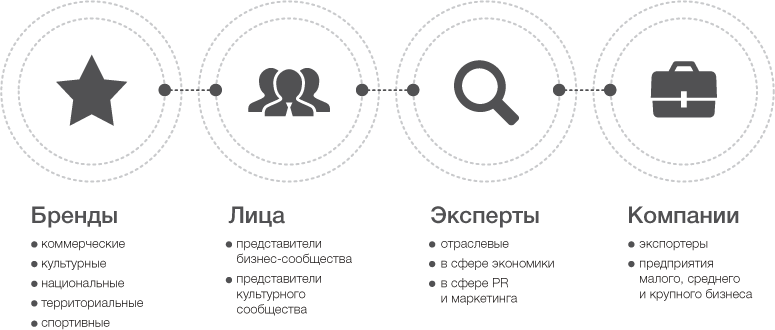 Бренды
коммерческие
культурные
национальные
территориальные
спортивные
Лица
представители
бизнес-сообщества
представители
культурного
сообщества
Эксперты
отраслевые
в сфере экономики
в сфере PR
и маркетинга
Компании
экспортеры
предприятия
малого, среднего
и крупного бизнеса